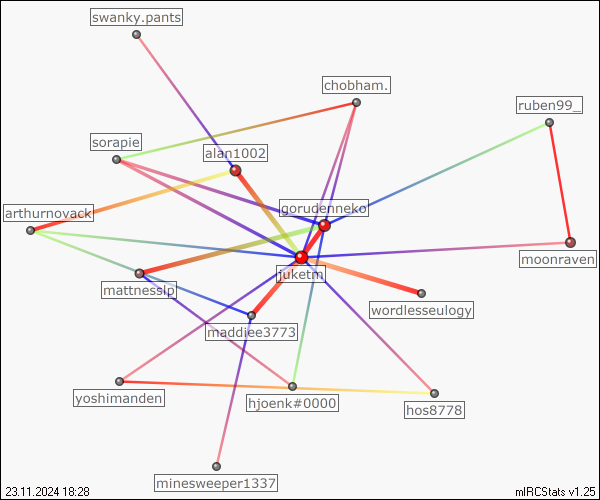 swanky.pants
chobham.
ruben99_
sorapie
alan1002
arthurnovack
gorudenneko
moonraven
juketm
mattnesslp
wordlesseulogy
maddiee3773
yoshimanden
hjoenk#0000
hos8778
minesweeper1337
23.11.2024 18:28
mIRCStats v1.25